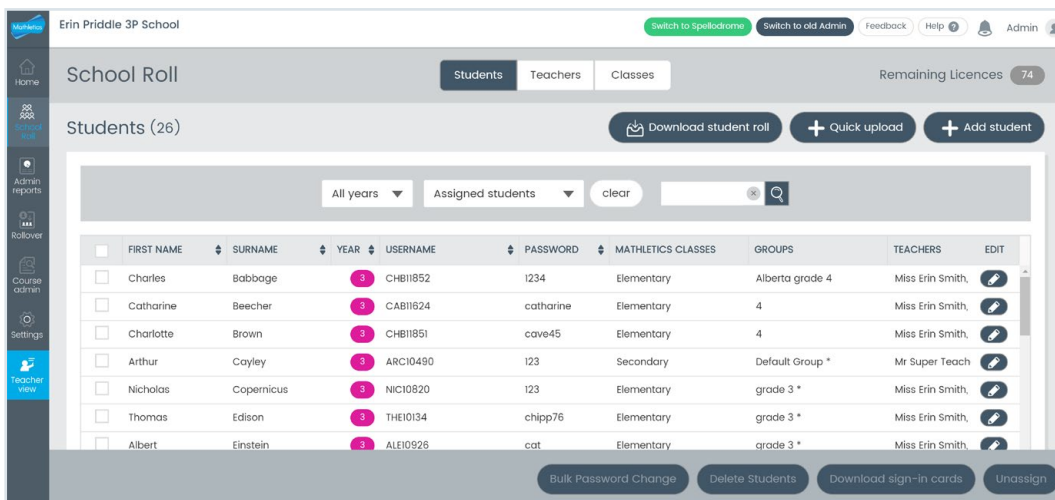 Mathletics
Erin Priddle 3P School
Switch to Spellodrome
Switch to old Admin
Feedback
Help ?
Admin
Home
School Roll
Admin reports
Rollover
Course admin
Settings
Teacher view
School Roll
Students Teachers Classes
Remaining Licences 74
Students (26)
Download student roll
Quick upload
Add student
All years
Assigned students
clear
FIRST NAME SURNAME YEAR USERNAME PASSWORD MATHLETICS CLASSES GROUPS TEACHERS EDIT
Charles Babbage 3 CHB11852 1234 Elementary Alberta grade 4 Miss Erin Smith,
Catharine Beecher 3 CAB11624 catharine Elementary 4 Miss Erin Smith,
Charlotte Brown 3 CHB11851 cave45 Elementary 4 Miss Erin Smith,
Arthur Cayley 3 ARC10490 123 Secondary Default Group * Mr Super Teach
Nicholas Copernicus 3 NIC10820 123 Elementary grade 3 * Miss Erin Smith,
Thomas Edison 3 THE10134 chipp76 Elementary grade 3 * Miss Erin Smith,
Albert Einstein 3 ALE10926 cat Elementary grade 3 * Miss Erin Smith,
Bulk Password Change
Delete Students
Download sign-in cards
Unassign